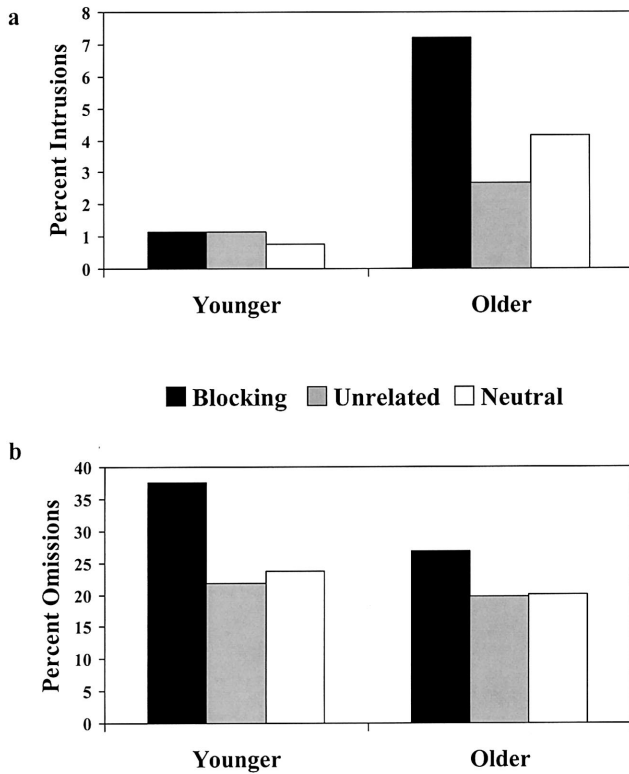 a
8
7
6
5
4
3
2
1
0
Percent Intrusions
Younger Older
Blocking Unrelated Neutral
b
40
35
30
25
20
15
10
5
0
Percent Omissions
Younger Older